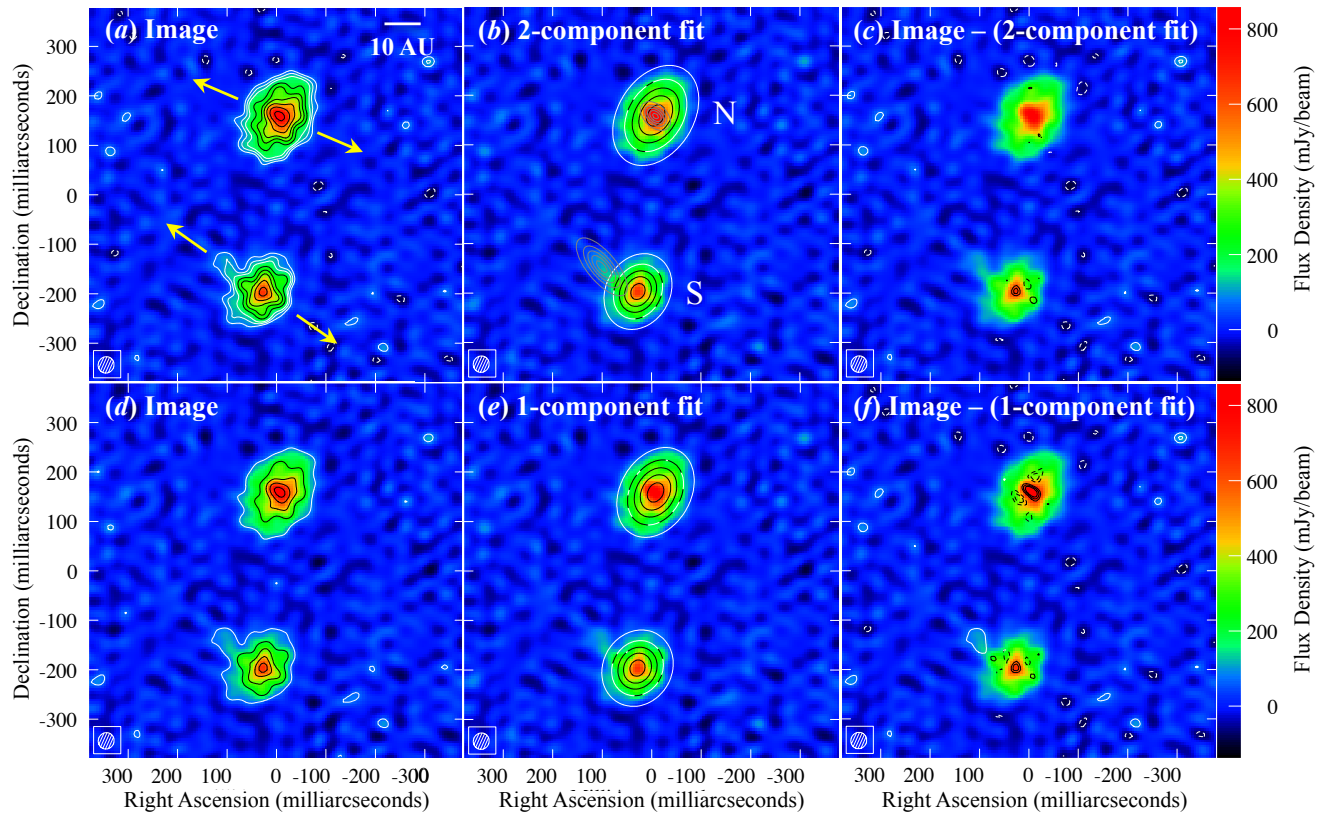 (a) Image
10 AU
(b) 2-component fit
(c) Image – (2-component fit)
N
S
300
200
100
0
-100
-200
-300
Declination (milliarcseconds)
800
600
400
200
0
Flux Density (mJy/beam)
(d) Image
(e) 1-component fit
(f) Image – (1-component fit)
300
200
100
0
-100
-200
-300
Declination (milliarcseconds)
800
600
400
200
0
Flux Density (mJy/beam)
300 200 100 0 -100 -200 -300 300 200 100 0 -100 -200 -300 300 200 100 0 -100 -200 -300
Right Ascension (milliarcseconds) Right Ascension (milliarcseconds) Right Ascension (milliarcseconds)